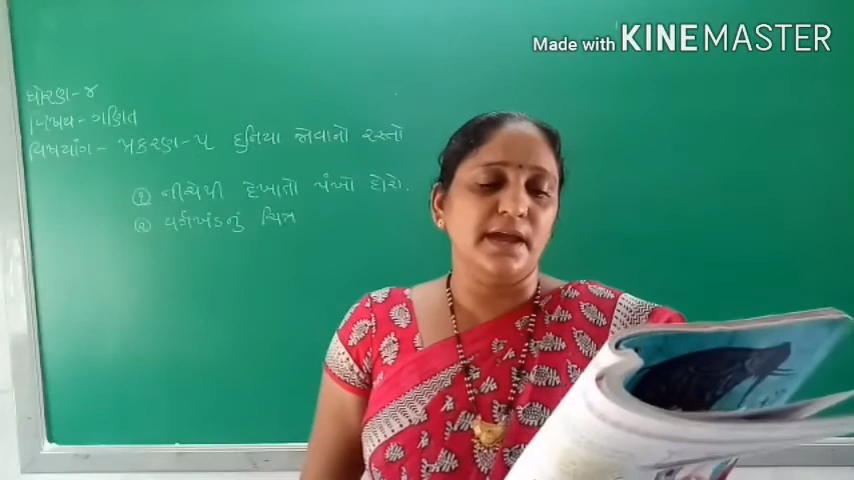 Made with KINEMASTER
ધોરણ-૪
વિષય- ગણિત
વિષયાંગ- પ્રકરણ-૫ દુનિયા જોવાનો રસ્તો
① નીચેથી દેખાતો પંખો દોરો.
② વર્ગખંડનું ચિત્ર